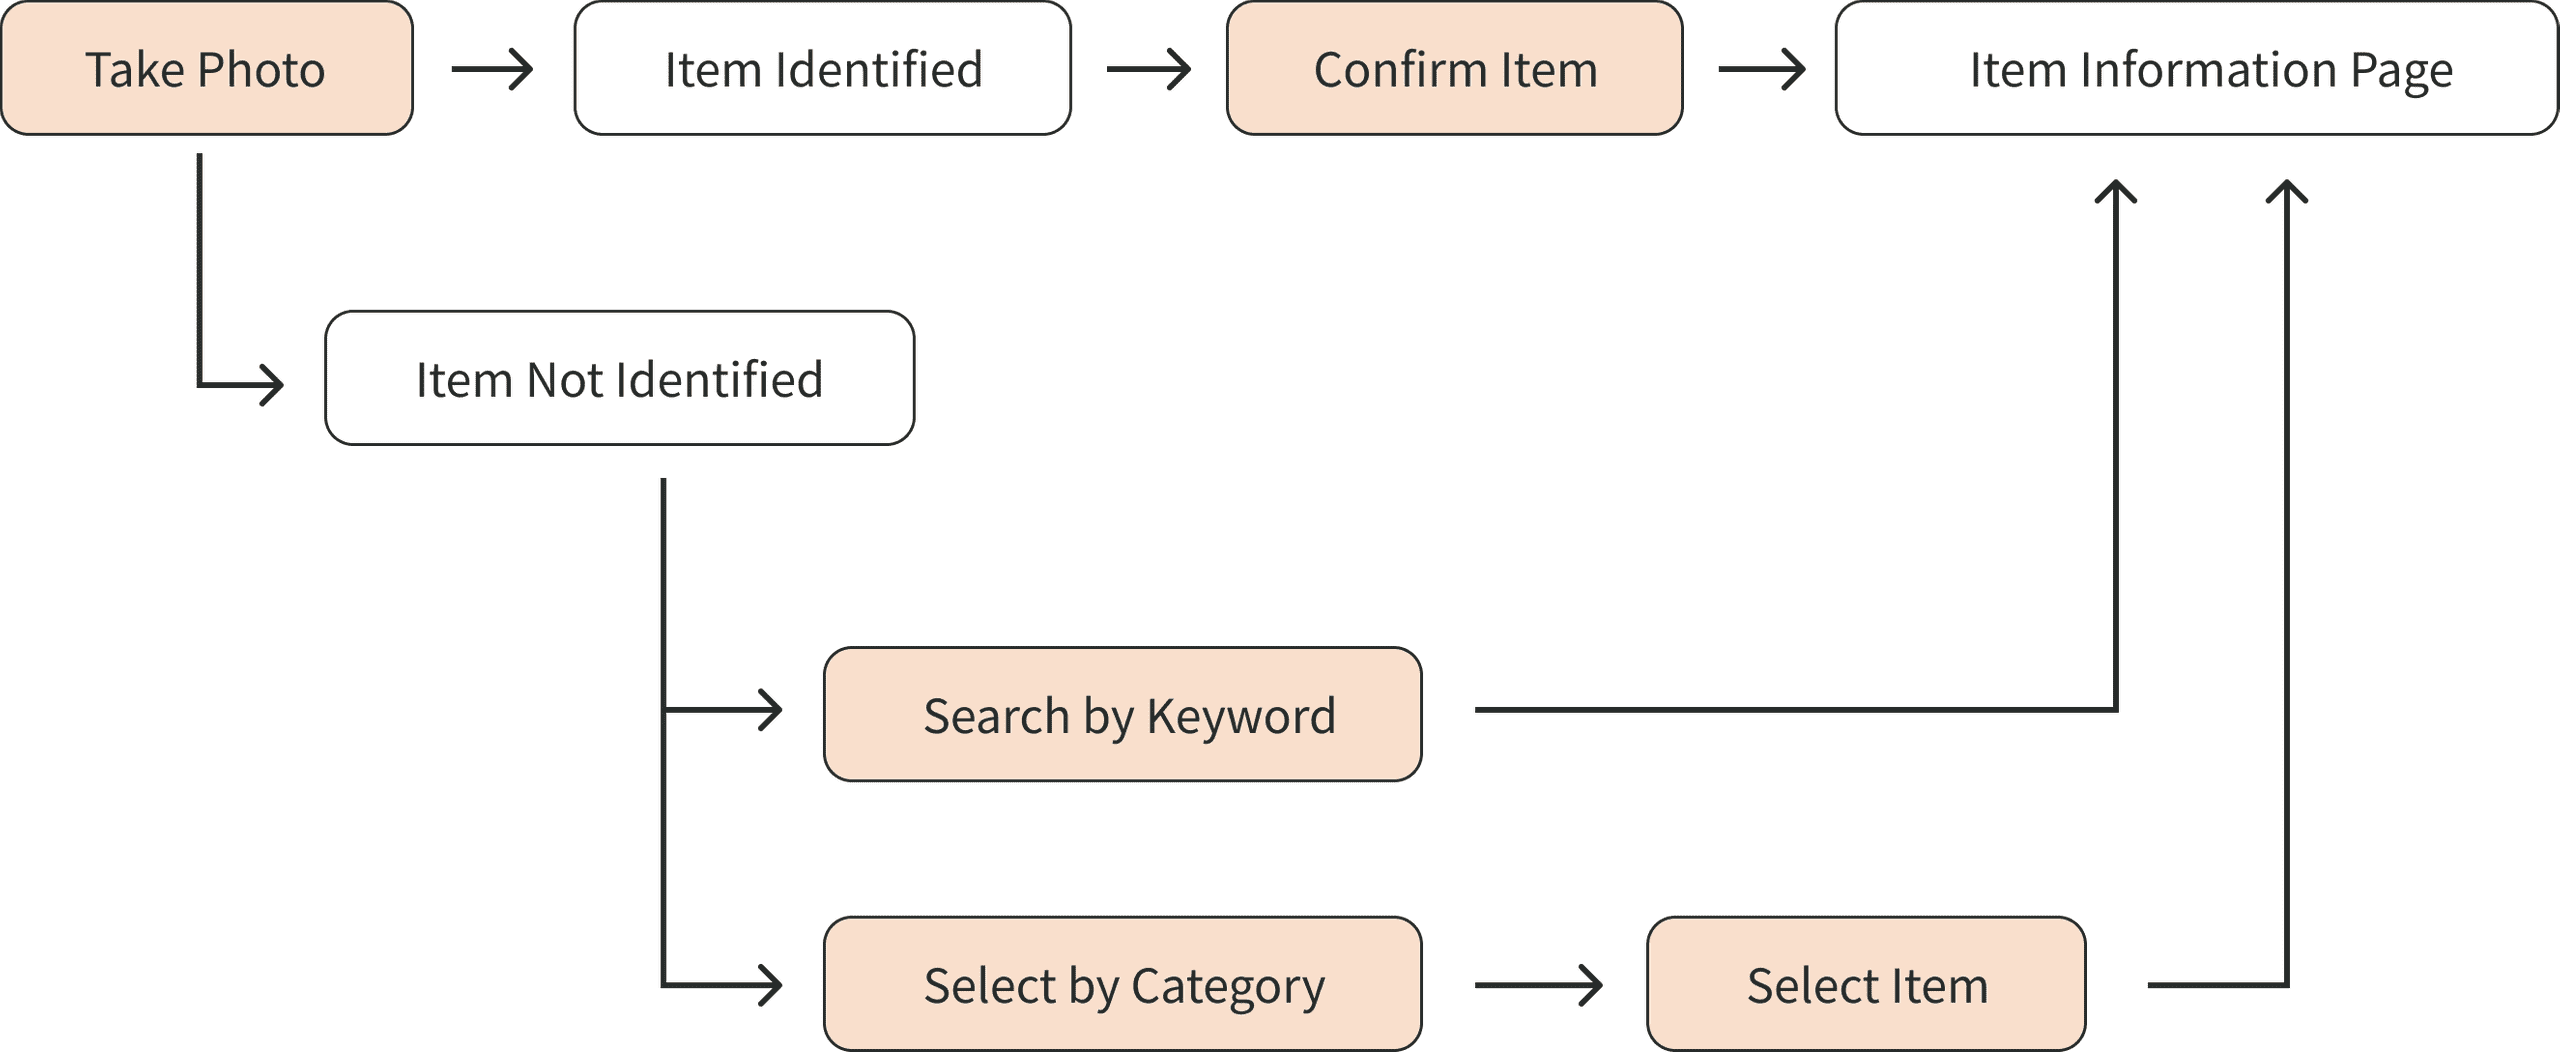 Take Photo
Item Identified
Confirm Item
Item Information Page
Item Not Identified
Search by Keyword
Select by Category
Select Item